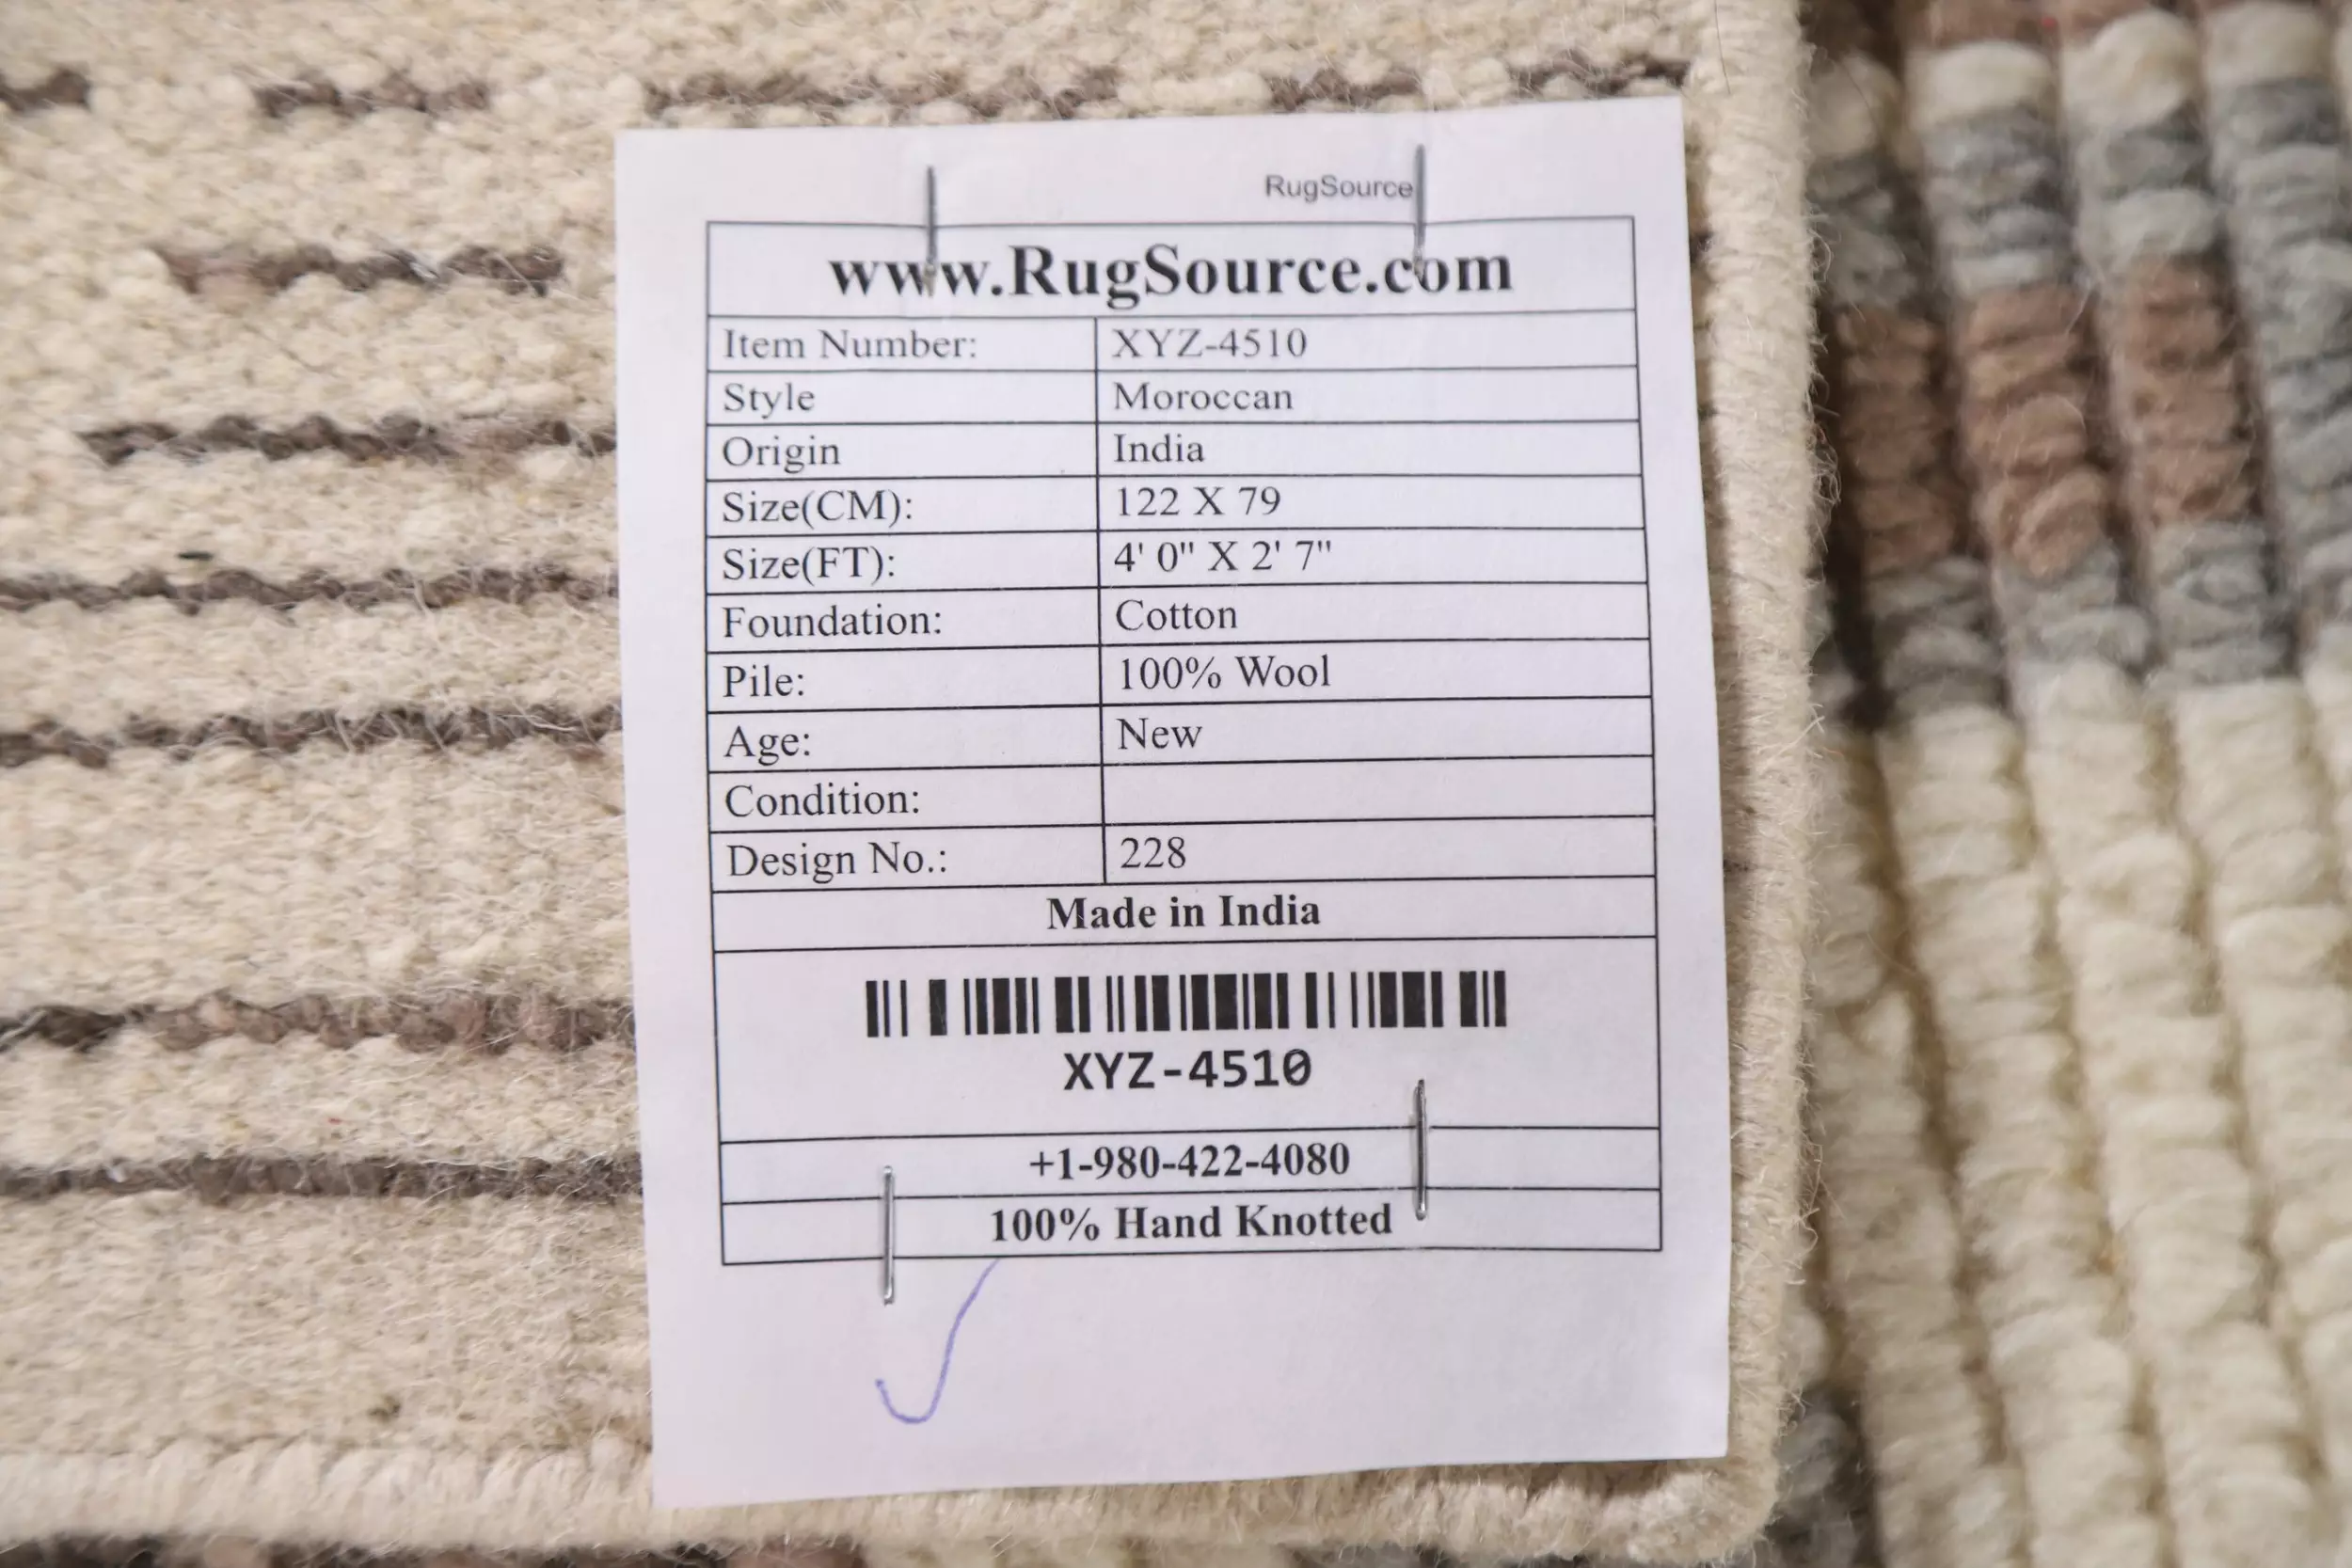 RugSource
www.RugSource.com
Item Number: XYZ-4510
Style Moroccan
Origin India
Size(CM): 122 X 79
Size(FT): 4' 0" X 2' 7"
Foundation: Cotton
Pile: 100% Wool
Age: New
Condition:
Design No.: 228
Made in India
XYZ-4510
+1-980-422-4080
100% Hand Knotted